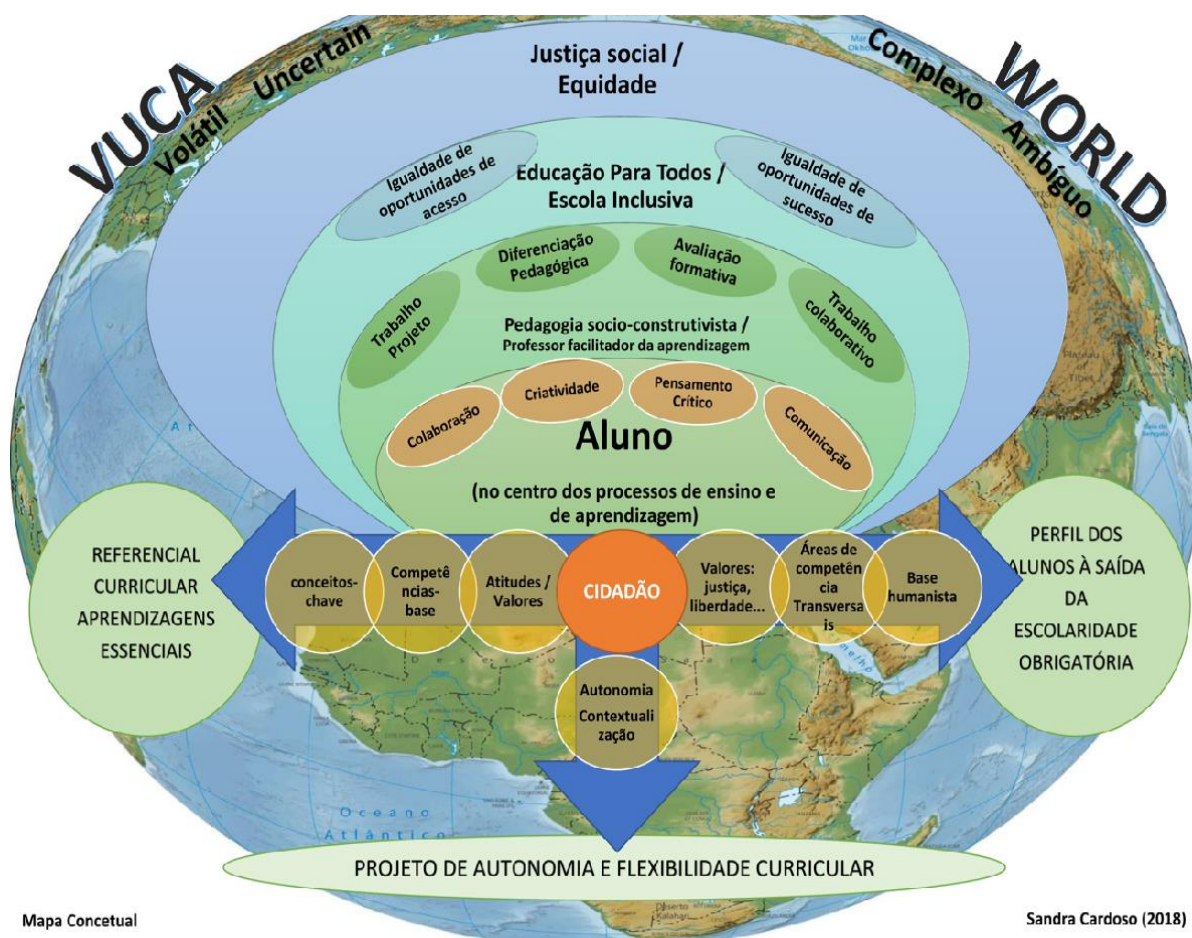 VUCA
WORLD
Volátil
Uncertain
Complexo
Ambíguo
Justiça social /
Equidade
Igualdade de
oportunidades de
acesso
Educação Para Todos /
Escola Inclusiva
Igualdade de
oportunidades de
sucesso
Diferenciação
Pedagógica
Avaliação
formativa
Trabalho
Projeto
Trabalho
colaborativo
Pedagogia socio-construtivista /
Professor facilitador da aprendizagem
Colaboração
Criatividade
Pensamento
Crítico
Comunicação
Aluno
(no centro dos processos de ensino e
de aprendizagem)
REFERENCIAL
CURRICULAR
APRENDIZAGENS
ESSENCIAIS
conceitos-
chave
Competê
ncias-
base
Atitudes /
Valores
CIDADÃO
Valores:
justiça,
liberdade...
Áreas de
competên
cia
Transversa
is
Base
humanista
PERFIL DOS
ALUNOS À SAÍDA
DA
ESCOLARIDADE
OBRIGATÓRIA
Autonomia
Contextuali
zação
Oceano
Atlântico
PROJETO DE AUTONOMIA E FLEXIBILIDADE CURRICULAR
Deserto
Kalahari
Mapa Concetual
Sandra Cardoso (2018)